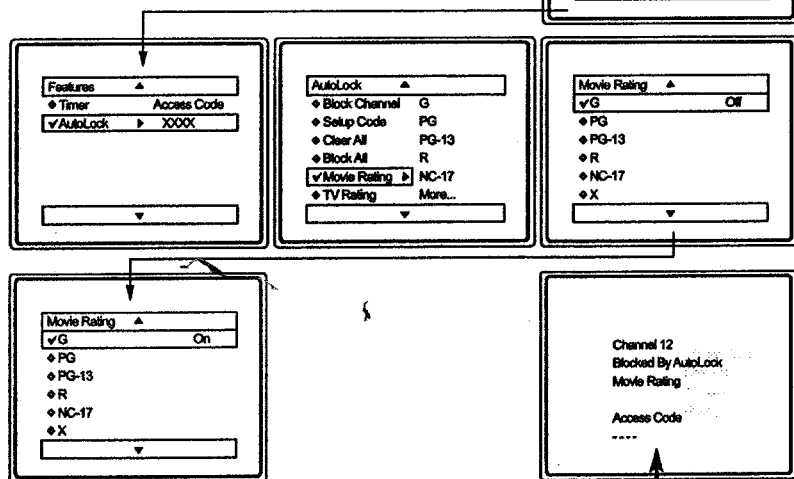 Features
Timer Access Code
AutoLock XXXX
AutoLock
Block Channel G
Setup Code PG
Clear All PG-13
Block All R
Movie Rating NC-17
TV Rating More...
Movie Rating
G Off
PG
PG-13
R
NC-17
X
Movie Rating
G On
PG
PG-13
R
NC-17
X
Channel 12
Blocked By AutoLock
Movie Rating
Access Code
----